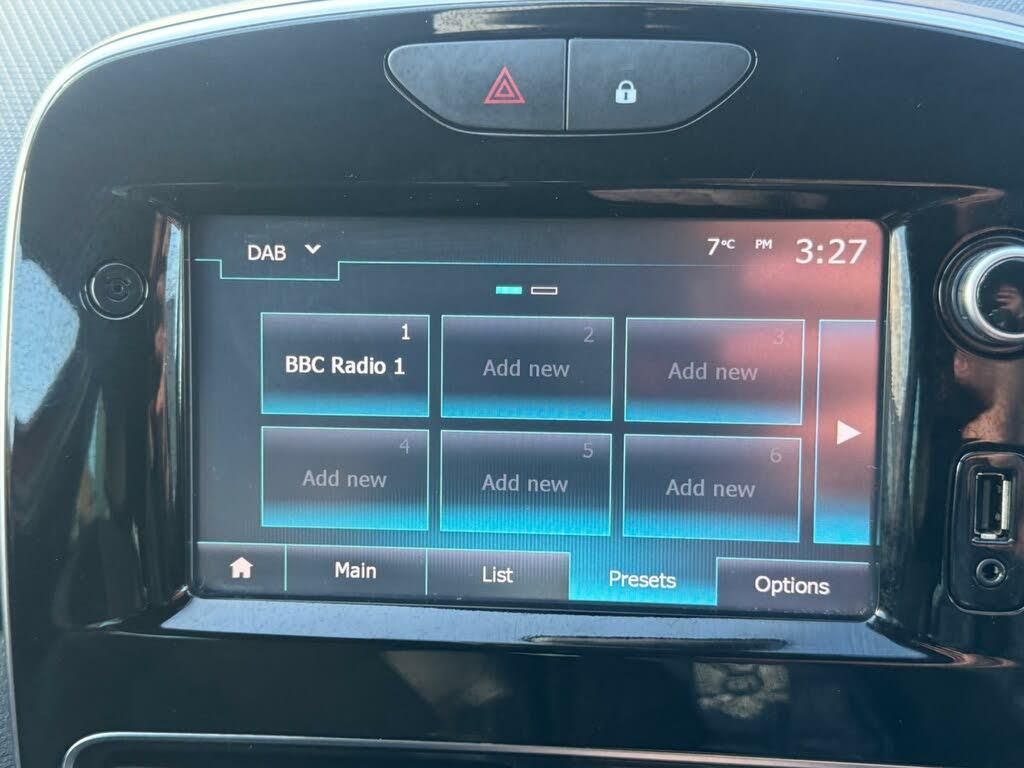 DAB
7°C PM 3:27
1
BBC Radio 1
2
Add new
3
Add new
4
Add new
5
Add new
6
Add new
Main
List
Presets
Options